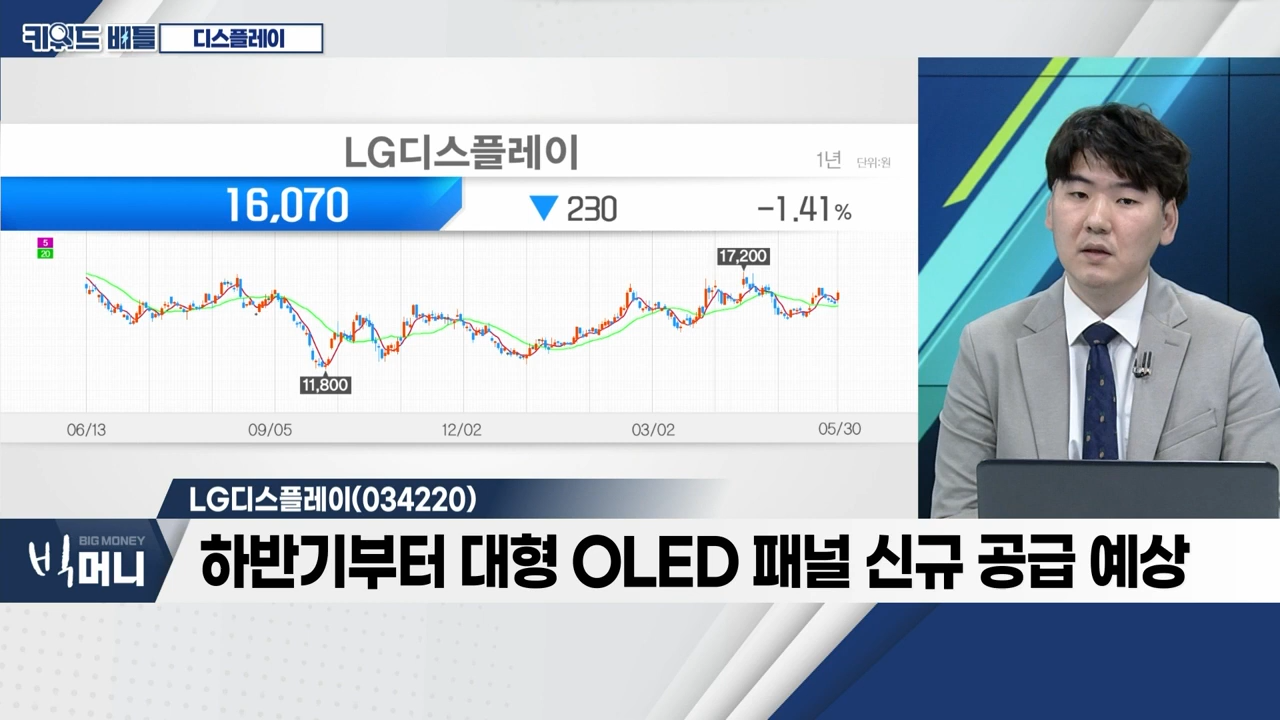 키워드 배틀 디스플레이
LG디스플레이
1년 단위:원
16,070 ▼ 230 -1.41%
5
20
17,200
11,800
06/13 09/05 12/02 03/02 05/30
LG디스플레이(034220)
BIG MONEY
빅머니
하반기부터 대형 OLED 패널 신규 공급 예상